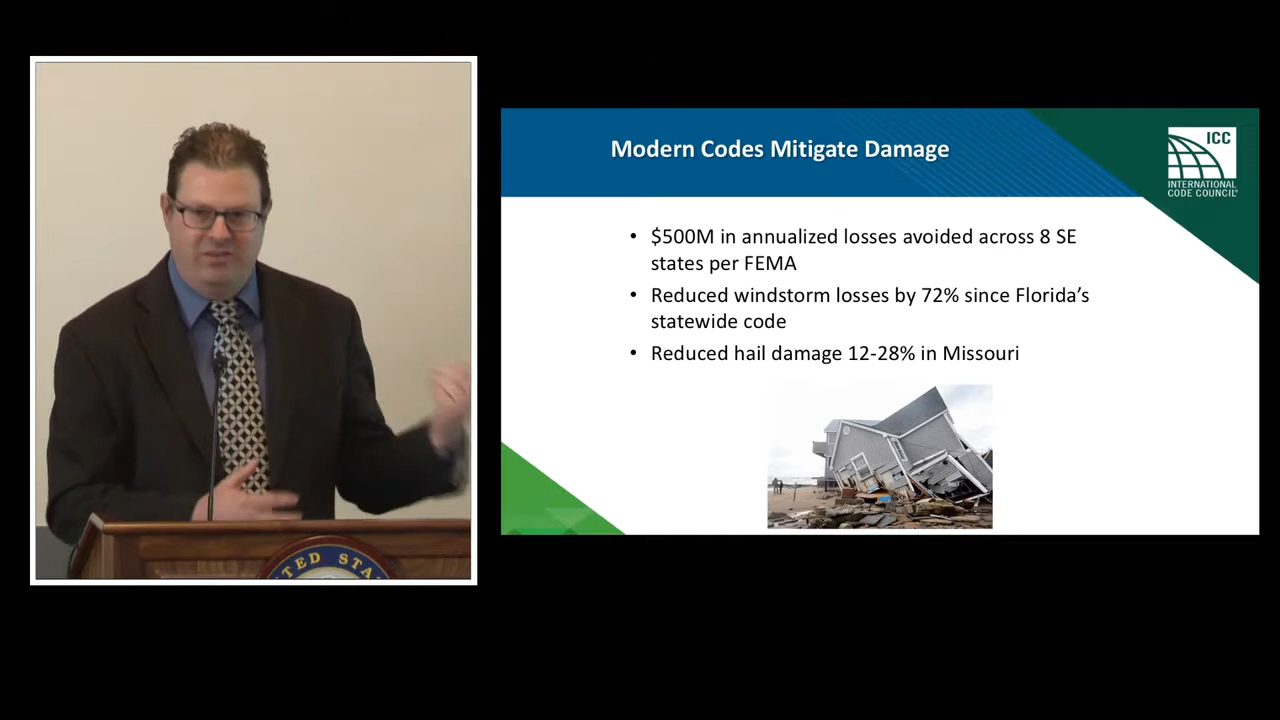 Modern Codes Mitigate Damage
ICC
INTERNATIONAL
CODE COUNCIL®
• $500M in annualized losses avoided across 8 SE
states per FEMA
• Reduced windstorm losses by 72% since Florida’s
statewide code
• Reduced hail damage 12-28% in Missouri
TED STA